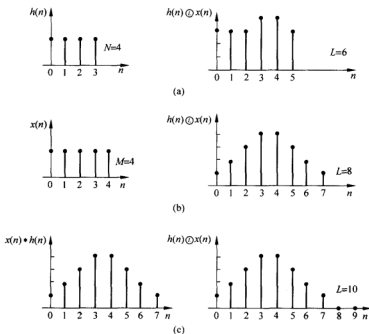 h(n)
N=4
0 1 2 3 n
h(n) Ⓛ x(n)
L=6
0 1 2 3 4 5 n
(a)
x(n)
M=4
0 1 2 3 4 n
h(n) Ⓛ x(n)
L=8
0 1 2 3 4 5 6 7 n
(b)
x(n) * h(n)
0 1 2 3 4 5 6 7 n
h(n) Ⓛ x(n)
L=10
0 1 2 3 4 5 6 7 8 9 n
(c)